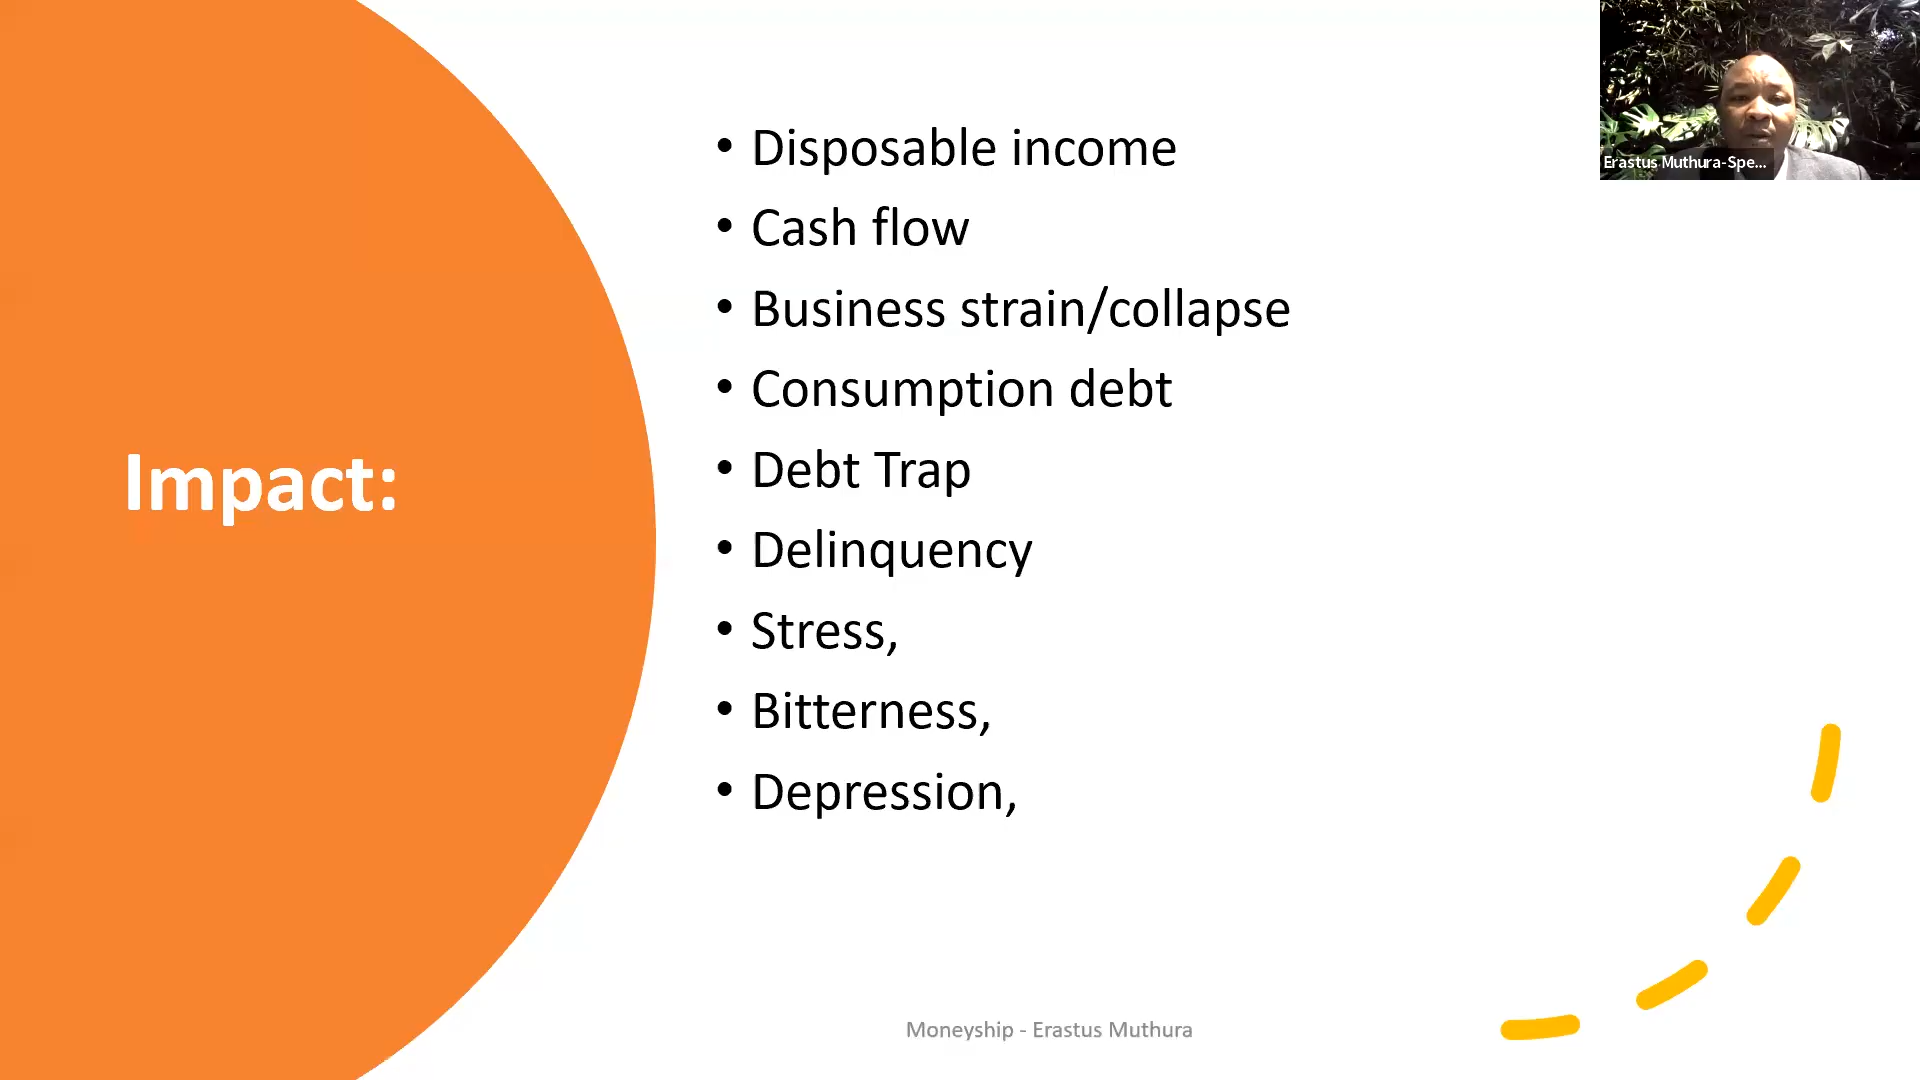 Impact:
• Disposable income
• Cash flow
• Business strain/collapse
• Consumption debt
• Debt Trap
• Delinquency
• Stress,
• Bitterness,
• Depression,
Erastus Muthura-Spe...
Moneyship - Erastus Muthura